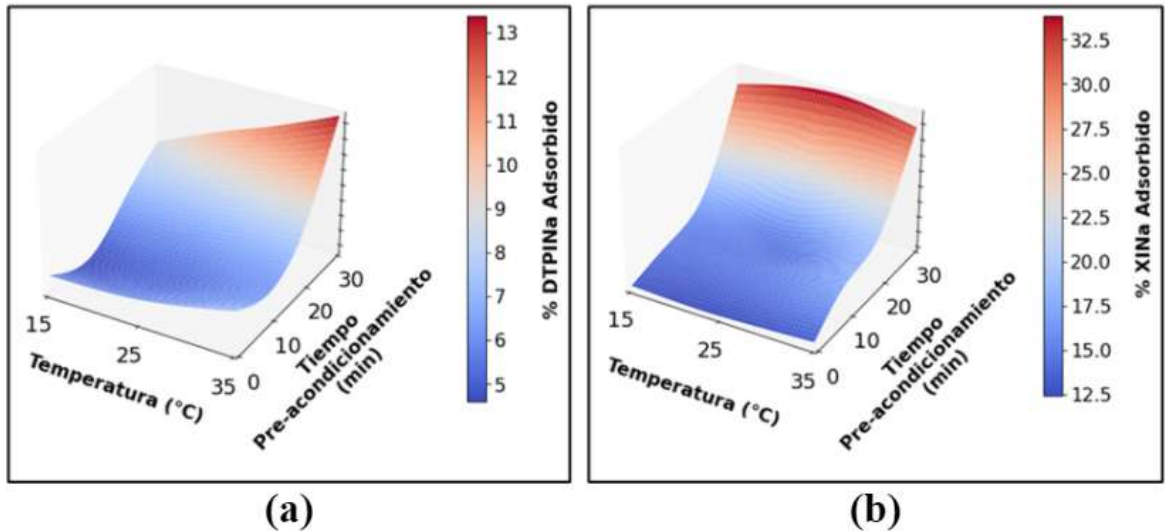 13
12
11
10
9
8
7
6
5
% DTPINa Adsorbido
15
25
35
Temperatura (°C)
0
10
20
30
Tiempo
Pre-acondicionamiento
(min)
(a)
32.5
30.0
27.5
25.0
22.5
20.0
17.5
15.0
12.5
% XINa Adsorbido
15
25
35
Temperatura (°C)
0
10
20
30
Tiempo
Pre-acondicionamiento
(min)
(b)